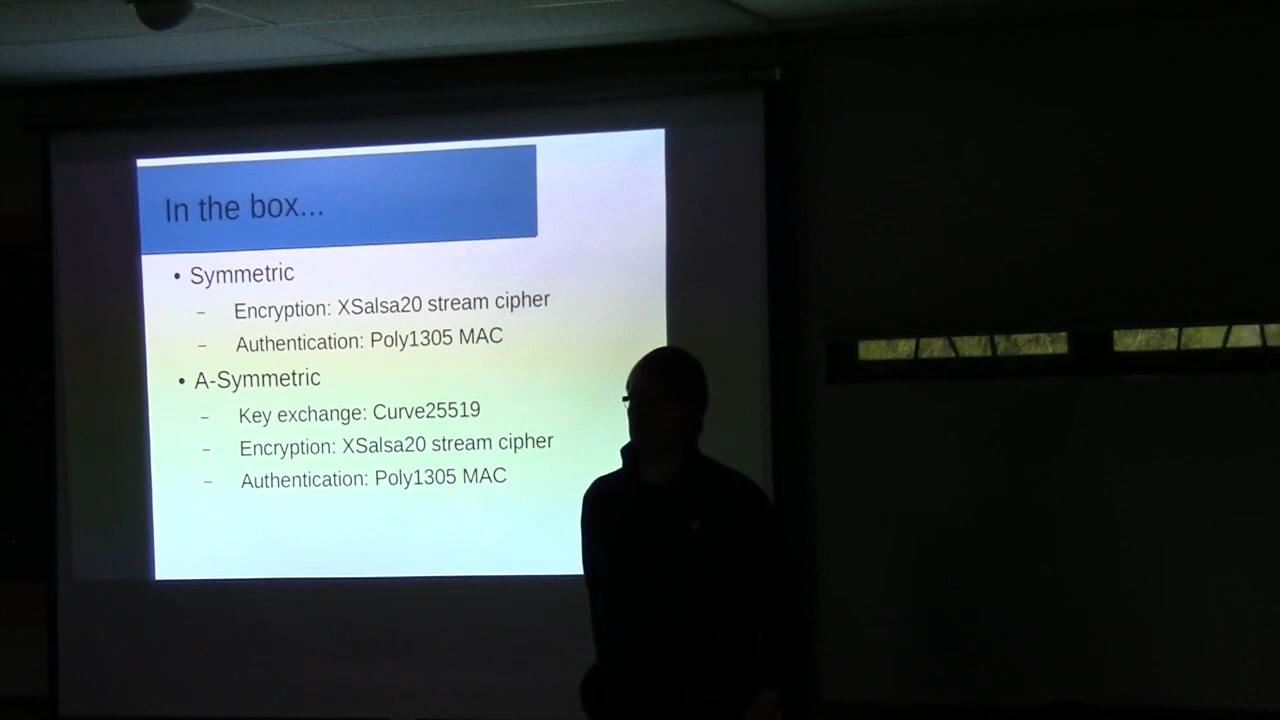 In the box...
• Symmetric
– Encryption: XSalsa20 stream cipher
– Authentication: Poly1305 MAC
• A-Symmetric
– Key exchange: Curve25519
– Encryption: XSalsa20 stream cipher
– Authentication: Poly1305 MAC